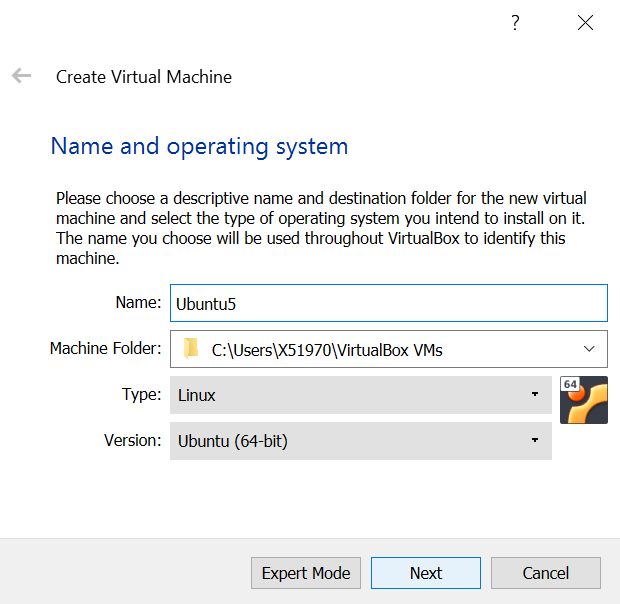 ?
Create Virtual Machine
Name and operating system
Please choose a descriptive name and destination folder for the new virtual
machine and select the type of operating system you intend to install on it.
The name you choose will be used throughout VirtualBox to identify this
machine.
Name: Ubuntu5
Machine Folder: C:\Users\X51970\VirtualBox VMs
Type: Linux
64
Version: Ubuntu (64-bit)
Expert Mode Next Cancel